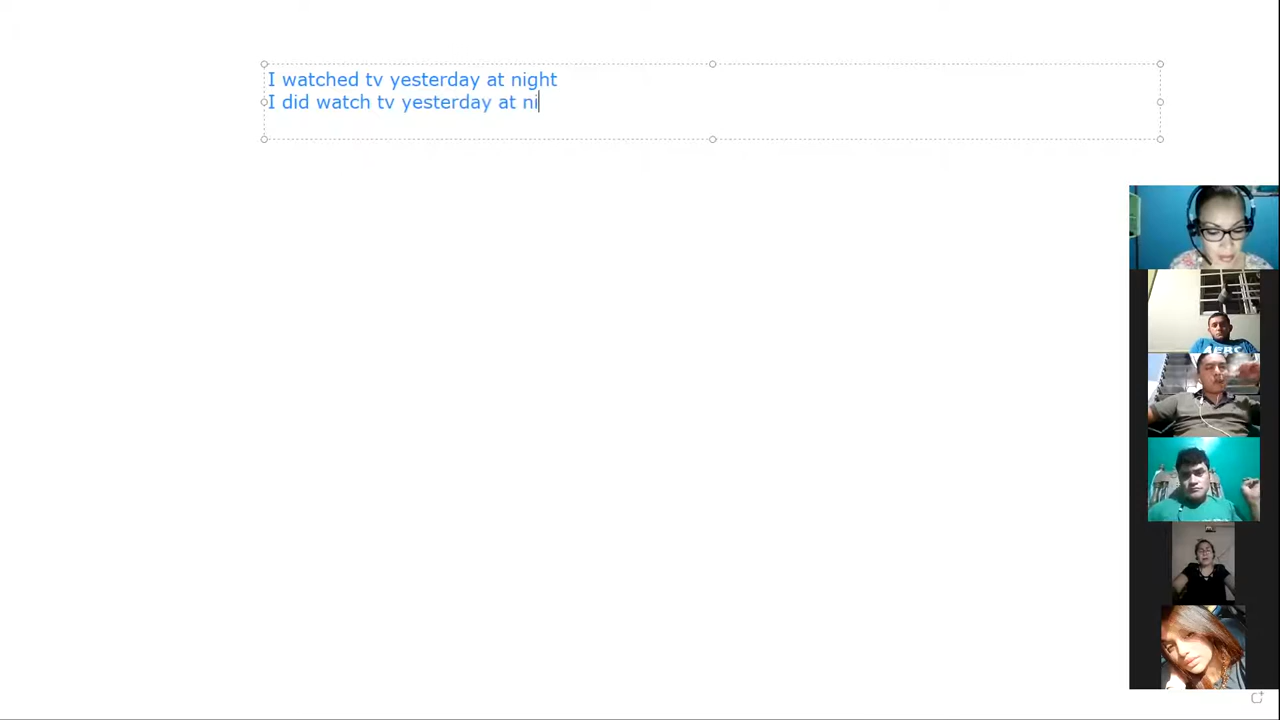 I watched tv yesterday at night
I did watch tv yesterday at ni